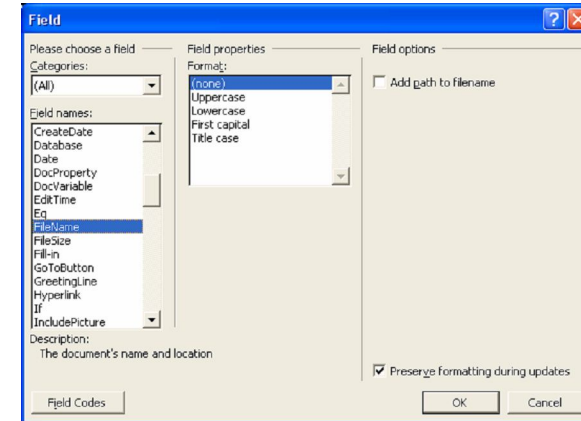 Field
Please choose a field
Categories:
(All)
Field names:
CreateDate
Database
Date
DocProperty
DocVariable
EditTime
Eq
FileName
FileSize
Fill-in
GoToButton
GreetingLine
Hyperlink
If
IncludePicture
Description:
The document's name and location
Field Codes
Field properties
Format:
(none)
Uppercase
Lowercase
First capital
Title case
Field options
Add path to filename
Preserve formatting during updates
OK
Cancel